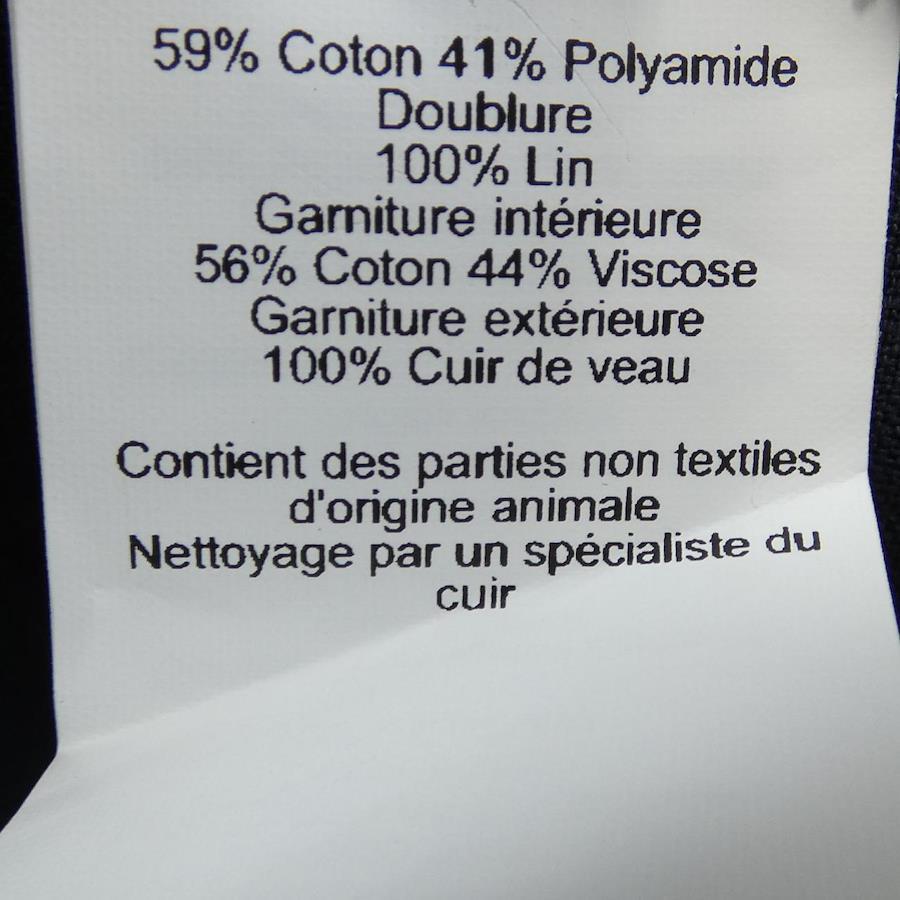 59% Coton 41% Polyamide
Doublure
100% Lin
Garniture intérieure
56% Coton 44% Viscose
Garniture extérieure
100% Cuir de veau
Contient des parties non textiles
d'origine animale
Nettoyage par un spécialiste du
cuir